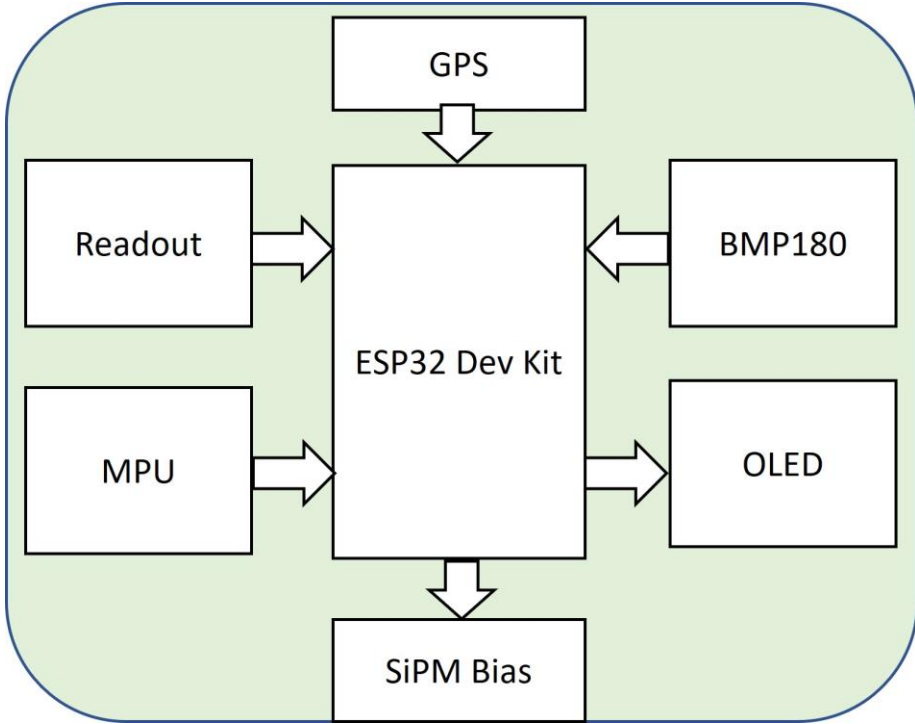 GPS
Readout
BMP180
ESP32 Dev Kit
MPU
OLED
SiPM Bias